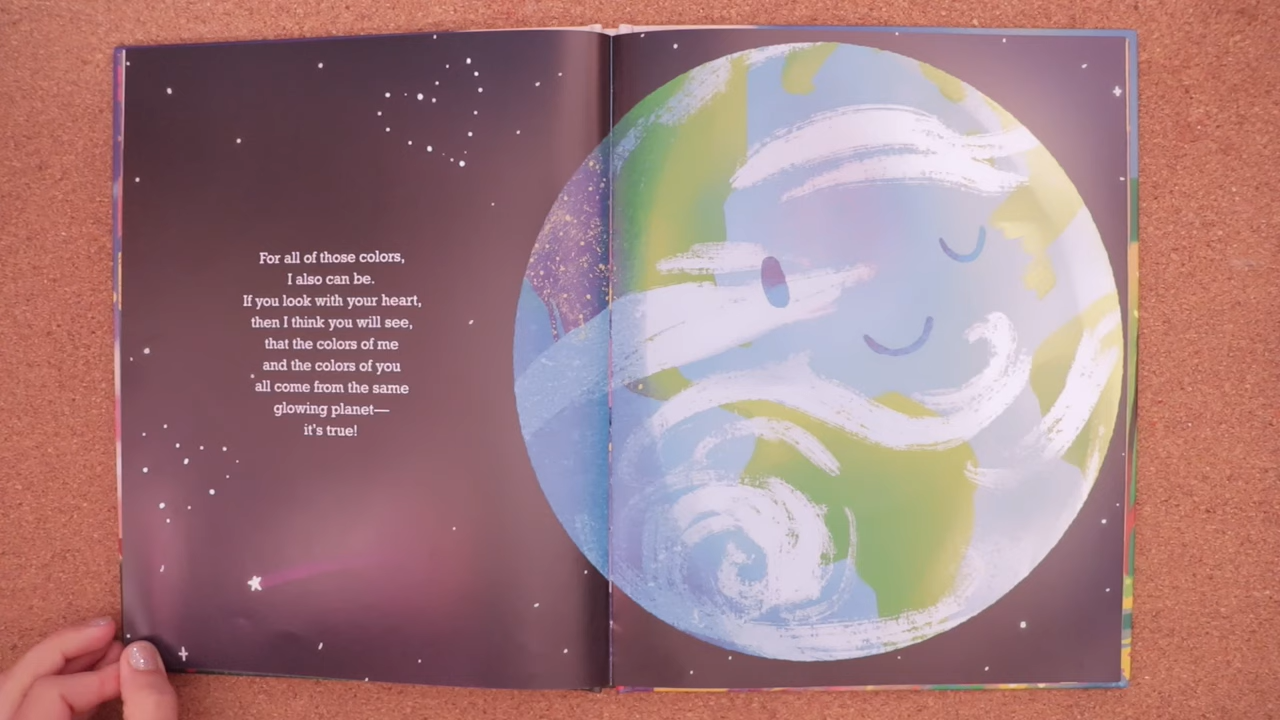 For all of those colors,
I also can be.
If you look with your heart,
then I think you will see,
that the colors of me
and the colors of you
all come from the same
glowing planet—
it's true!